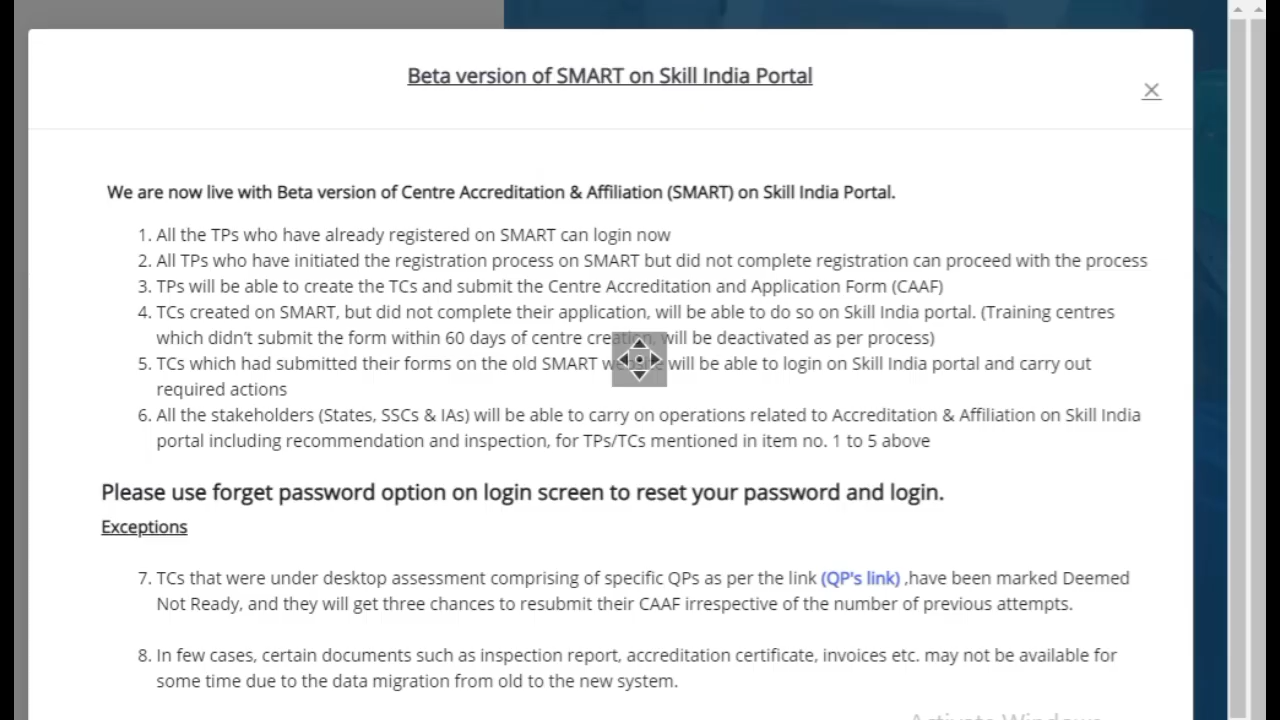 Beta version of SMART on Skill India Portal
We are now live with Beta version of Centre Accreditation & Affiliation (SMART) on Skill India Portal.
1. All the TPs who have already registered on SMART can login now
2. All TPs who have initiated the registration process on SMART but did not complete registration can proceed with the process
3. TPs will be able to create the TCs and submit the Centre Accreditation and Application Form (CAAF)
4. TCs created on SMART, but did not complete their application, will be able to do so on Skill India portal. (Training centres
which didn't submit the form within 60 days of centre creation, will be deactivated as per process)
5. TCs which had submitted their forms on the old SMART website will be able to login on Skill India portal and carry out
required actions
6. All the stakeholders (States, SSCs & IAs) will be able to carry on operations related to Accreditation & Affiliation on Skill India
portal including recommendation and inspection, for TPs/TCs mentioned in item no. 1 to 5 above
Please use forget password option on login screen to reset your password and login.
Exceptions
7. TCs that were under desktop assessment comprising of specific QPs as per the link (QP's link) ,have been marked Deemed
Not Ready, and they will get three chances to resubmit their CAAF irrespective of the number of previous attempts.
8. In few cases, certain documents such as inspection report, accreditation certificate, invoices etc. may not be available for
some time due to the data migration from old to the new system.
Activate Windows